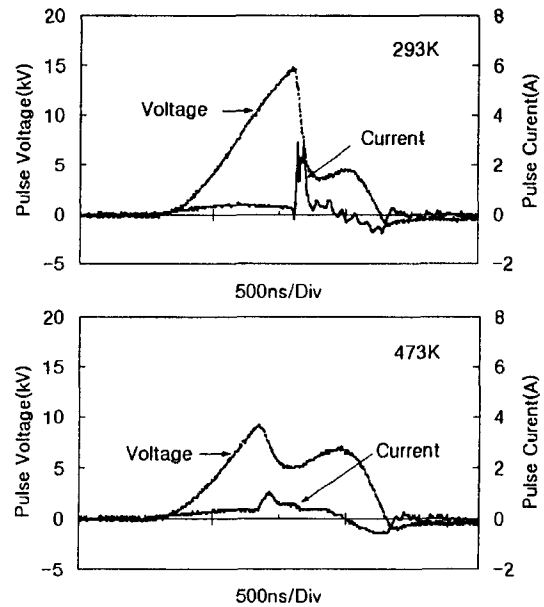 20
15
10
5
0
-5
Pulse Voltage(kV)
293K
Voltage
Current
8
6
4
2
0
-2
Pulse Curent(A)
500ns/Div
20
15
10
5
0
-5
Pulse Voltage(kV)
473K
Voltage
Current
8
6
4
2
0
-2
Pulse Curent(A)
500ns/Div